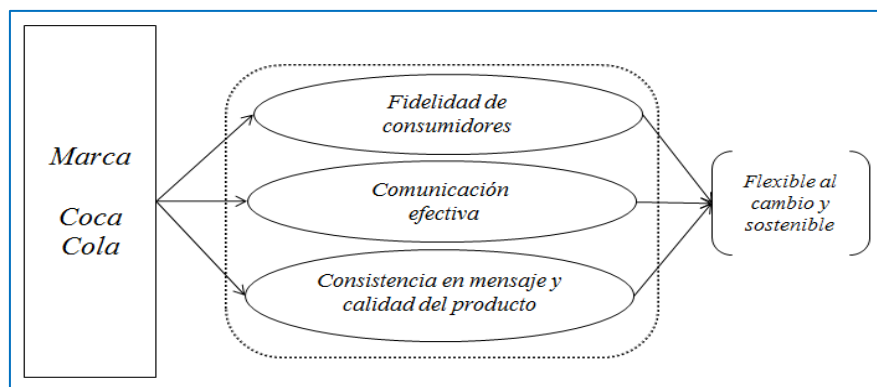 Marca
Coca
Cola
Fidelidad de
consumidores
Comunicación
efectiva
Consistencia en mensaje y
calidad del producto
Flexible al
cambio y
sostenible